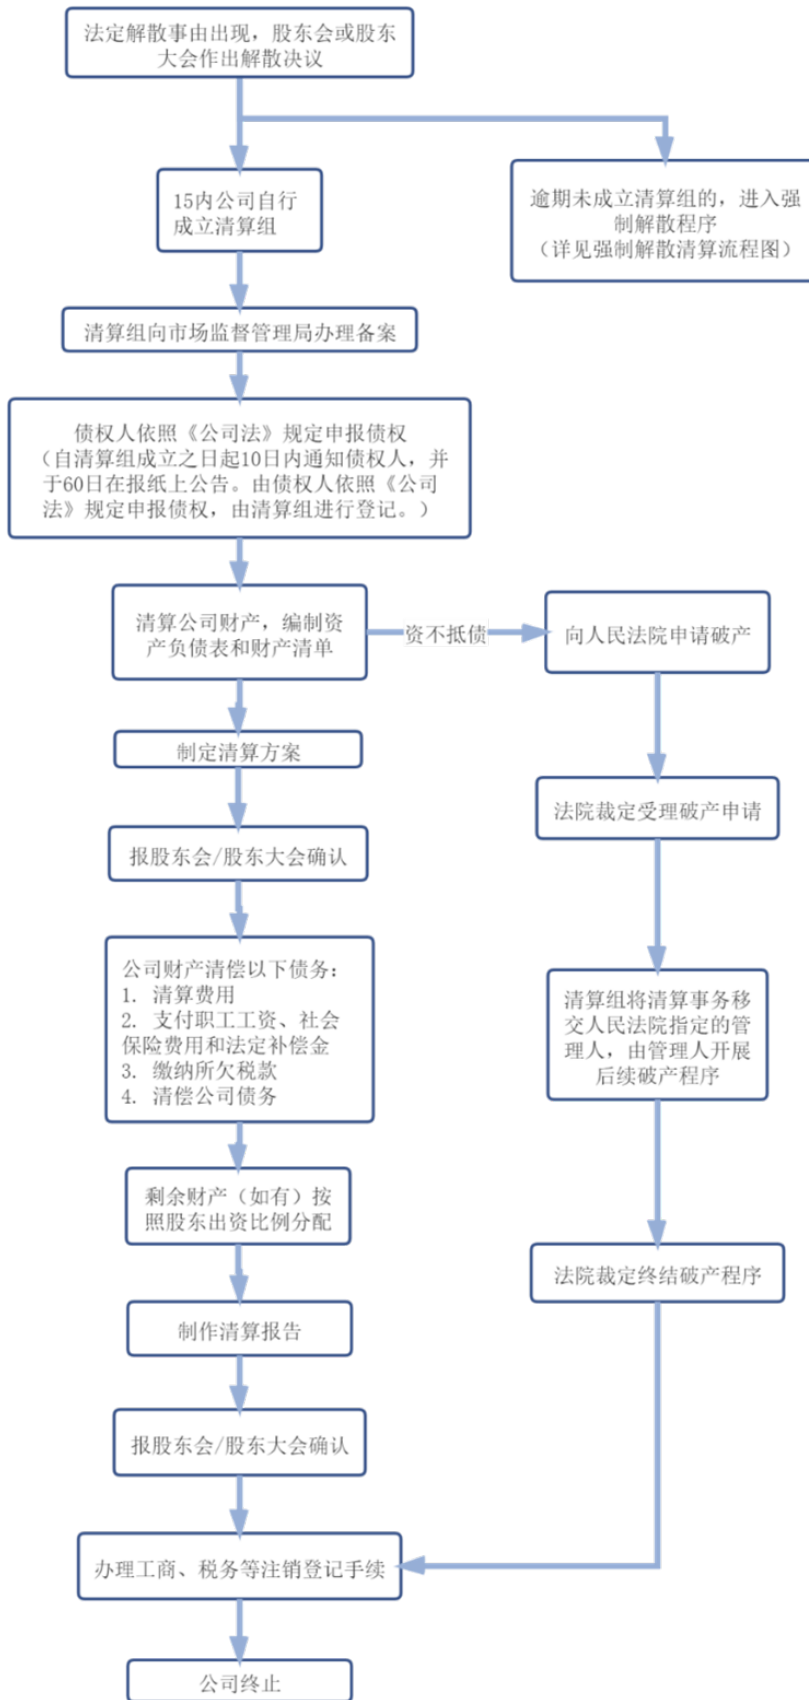 法定解散事由出现，股东会或股东
大会作出解散决议
15内公司自行
成立清算组
逾期未成立清算组的，进入强
制解散程序
（详见强制解散清算流程图）
清算组向市场监督管理局办理备案
债权人依照《公司法》规定申报债权
（自清算组成立之日起10日内通知债权人，并
于60日在报纸上公告。由债权人依照《公司
法》规定申报债权，由清算组进行登记。）
清算公司财产，编制资
产负债表和财产清单
资不抵债
向人民法院申请破产
制定清算方案
法院裁定受理破产申请
报股东会/股东大会确认
公司财产清偿以下债务：
1. 清算费用
2. 支付职工工资、社会
保险费用和法定补偿金
3. 缴纳所欠税款
4. 清偿公司债务
清算组将清算事务移
交人民法院指定的管
理人，由管理人开展
后续破产程序
剩余财产（如有）按
照股东出资比例分配
法院裁定终结破产程序
制作清算报告
报股东会/股东大会确认
办理工商、税务等注销登记手续
公司终止